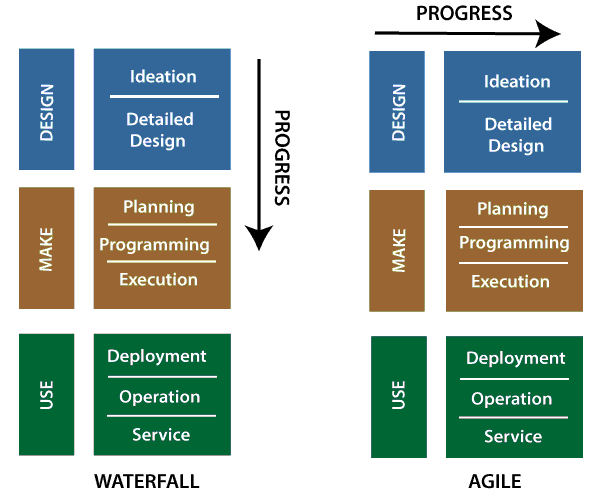 PROGRESS
DESIGN
Ideation
Detailed
Design
PROGRESS
MAKE
Planning
Programming
Execution
USE
Deployment
Operation
Service
WATERFALL
DESIGN
Ideation
Detailed
Design
MAKE
Planning
Programming
Execution
USE
Deployment
Operation
Service
AGILE